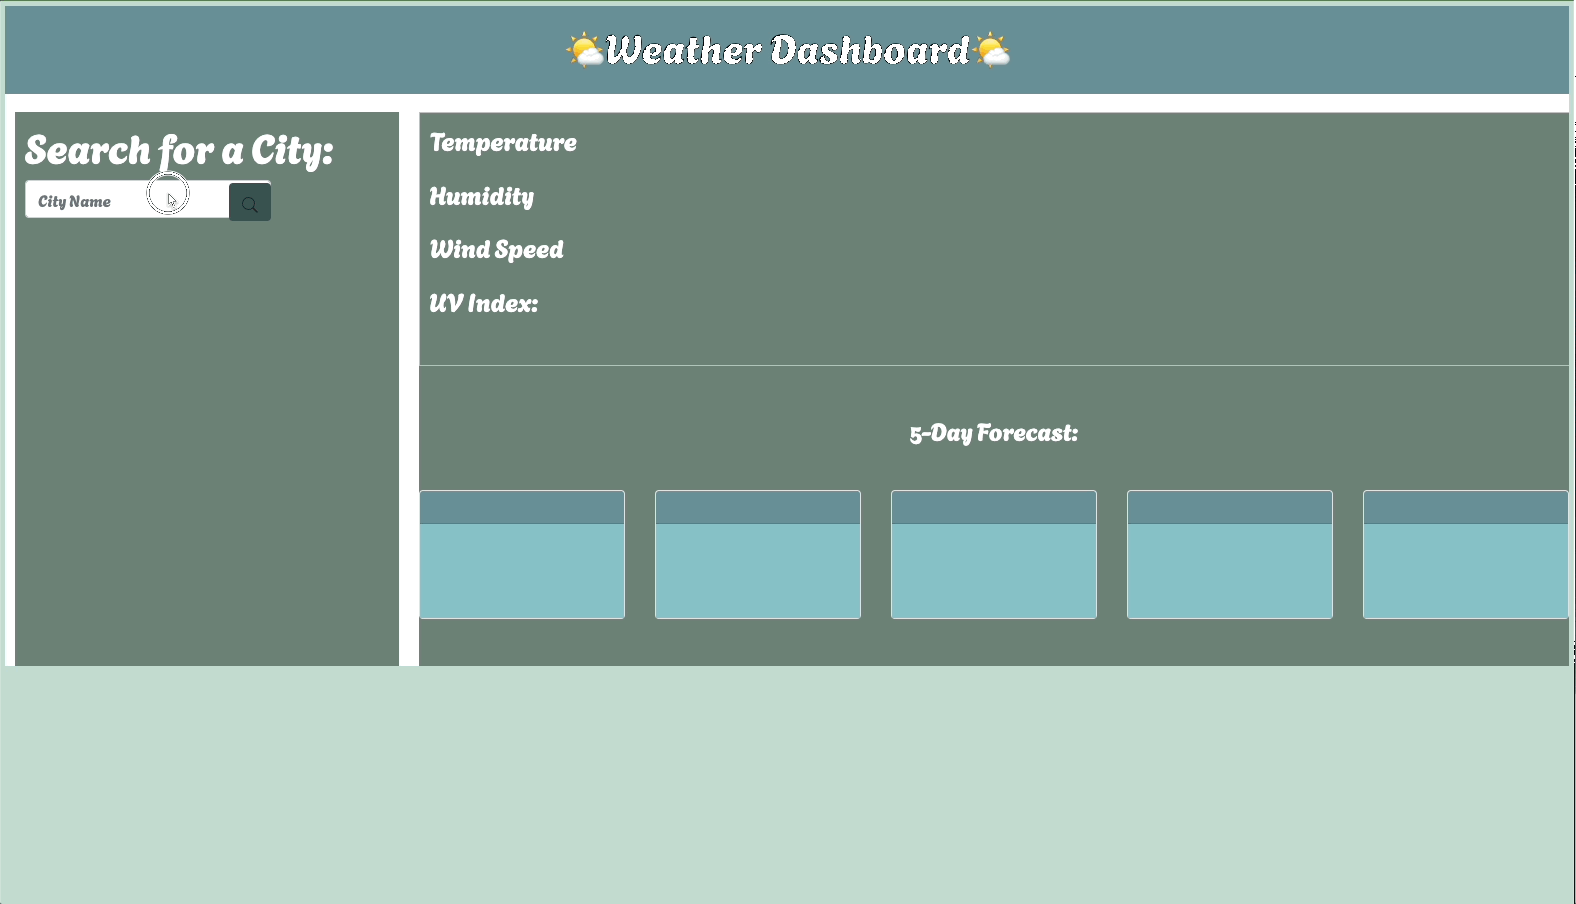 Weather Dashboard
Search for a City:
City Name
Temperature
Humidity
Wind Speed
UV Index:
5-Day Forecast: